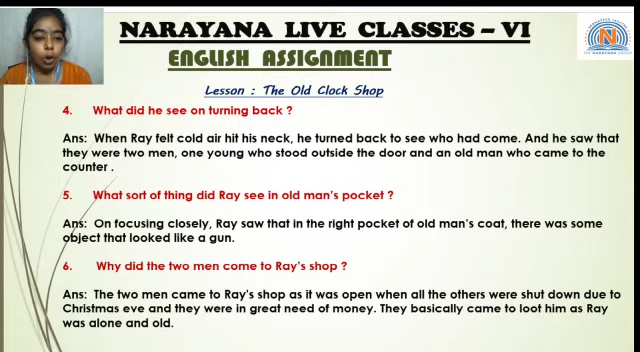 NARAYANA LIVE CLASSES – VI
ENGLISH ASSIGNMENT
Lesson : The Old Clock Shop
4. What did he see on turning back ?
Ans: When Ray felt cold air hit his neck, he turned back to see who had come. And he saw that
they were two men, one young who stood outside the door and an old man who came to the
counter .
5. What sort of thing did Ray see in old man's pocket ?
Ans: On focusing closely, Ray saw that in the right pocket of old man's coat, there was some
object that looked like a gun.
6. Why did the two men come to Ray's shop ?
Ans: The two men came to Ray's shop as it was open when all the others were shut down due to
Christmas eve and they were in great need of money. They basically came to loot him as Ray
was alone and old.
N
THE NARAYANA GROUP